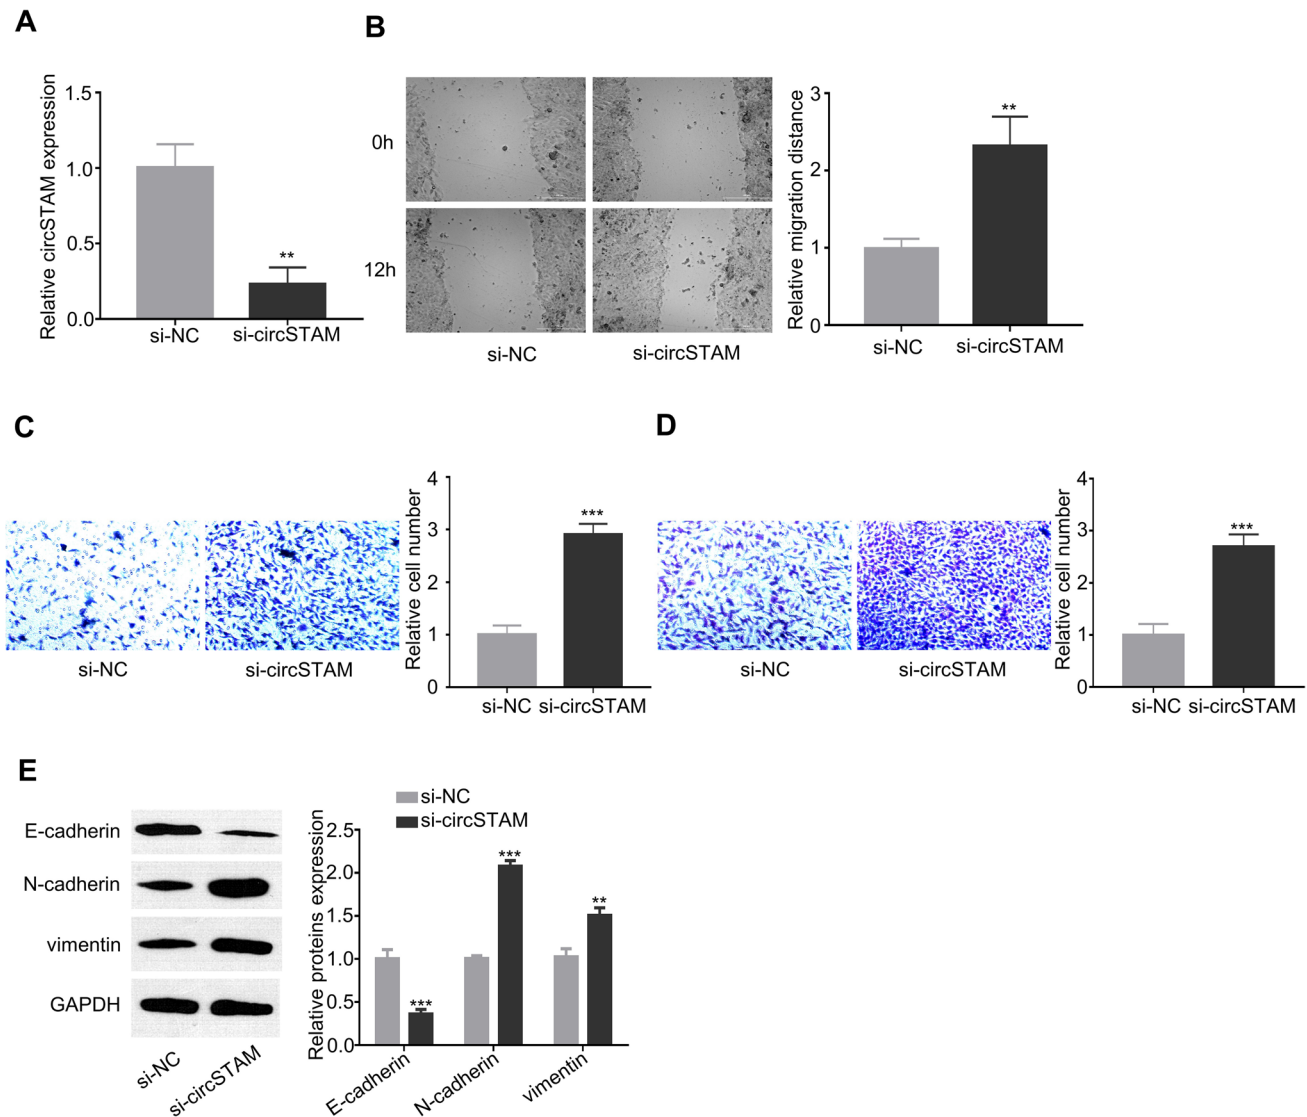 A
Relative circSTAM expression
1.5
1.0
0.5
0.0
**
si-NC
si-circSTAM
B
0h
12h
si-NC
si-circSTAM
Relative migration distance
3
2
1
0
**
si-NC
si-circSTAM
C
si-NC
si-circSTAM
Relative cell number
4
3
2
1
0
***
si-NC
si-circSTAM
D
si-NC
si-circSTAM
Relative cell number
4
3
2
1
0
***
si-NC
si-circSTAM
E
E-cadherin
N-cadherin
vimentin
GAPDH
si-NC
si-circSTAM
si-NC
si-circSTAM
Relative proteins expression
2.5
2.0
1.5
1.0
0.5
0.0
***
***
**
E-cadherin
N-cadherin
vimentin